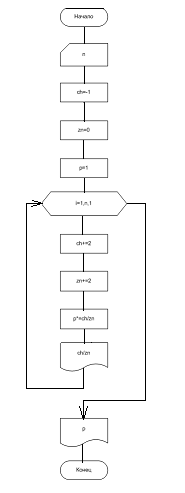 Начало
n
ch=-1
zn=0
p=1
i=1,n,1
ch+=2
zn+=2
p*=ch/zn
ch/zn
p
Конец